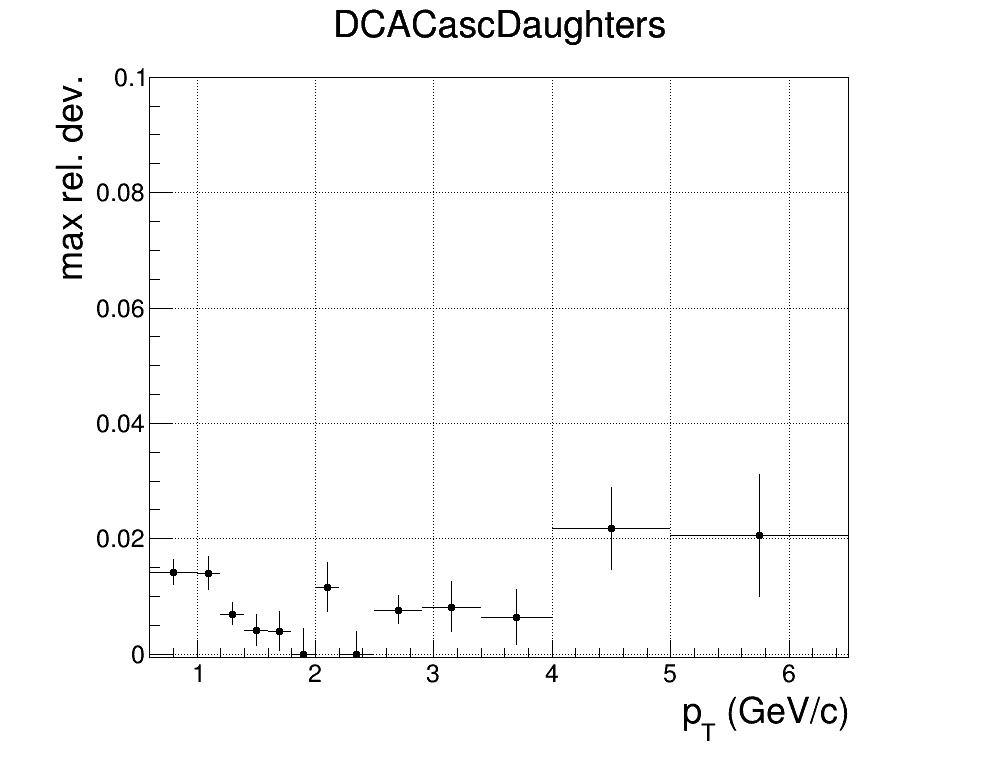 DCACascDaughters
max rel. dev.
0.1
0.08
0.06
0.04
0.02
0
1 2 3 4 5 6
p_T (GeV/c)